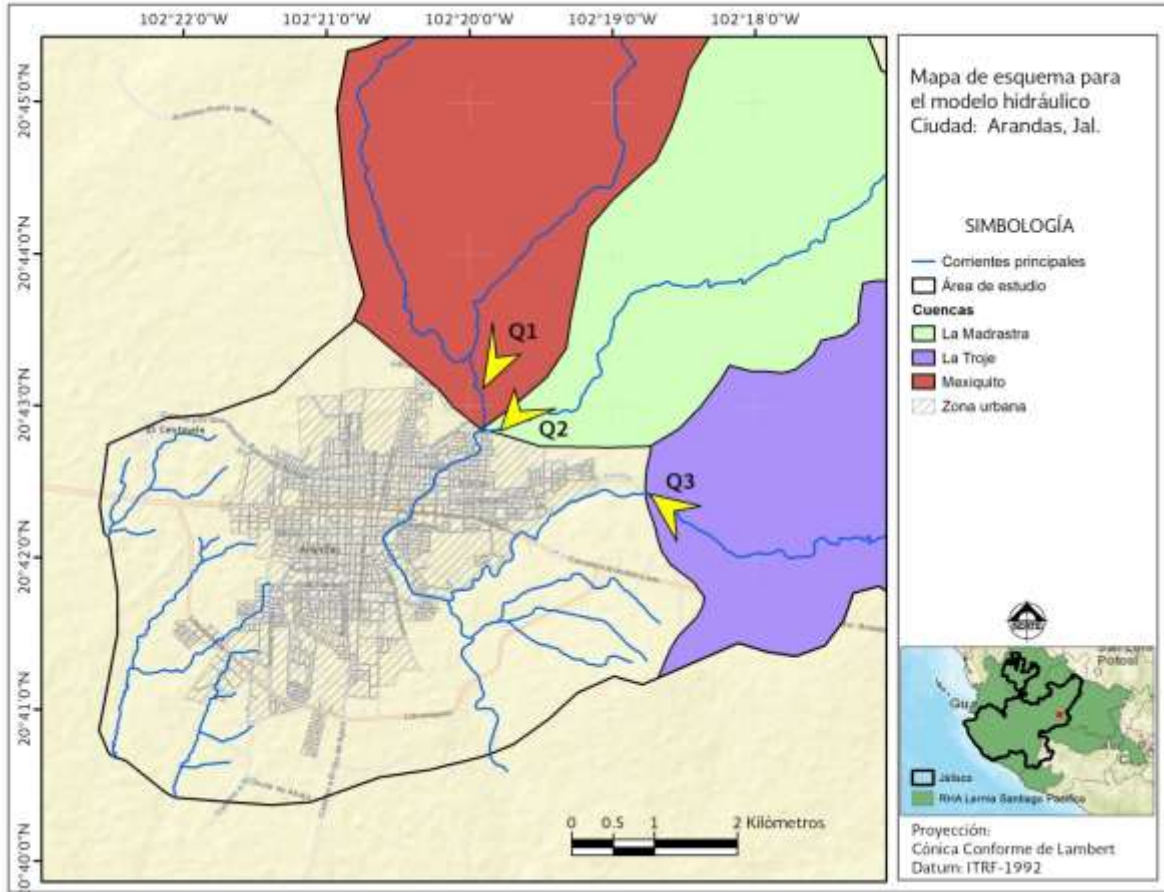 102°22'0"W
102°21'0"W
102°20'0"W
102°19'0"W
102°18'0"W
20°45'0"N
20°44'0"N
20°43'0"N
20°42'0"N
20°41'0"N
20°40'0"N
Q1
Q2
Q3
0 0.5 1 2 Kilómetros
Mapa de esquema para
el modelo hidráulico
Ciudad: Arandas, Jal.
SIMBOLOGÍA
Corrientes principales
Área de estudio
Cuencas
La Madrastra
La Troje
Mexiquito
Zona urbana
Potosí
Jalisco
RHA Lerma Santiago Pacífico
Proyección:
Cónica Conforme de Lambert
Datum: ITRF-1992